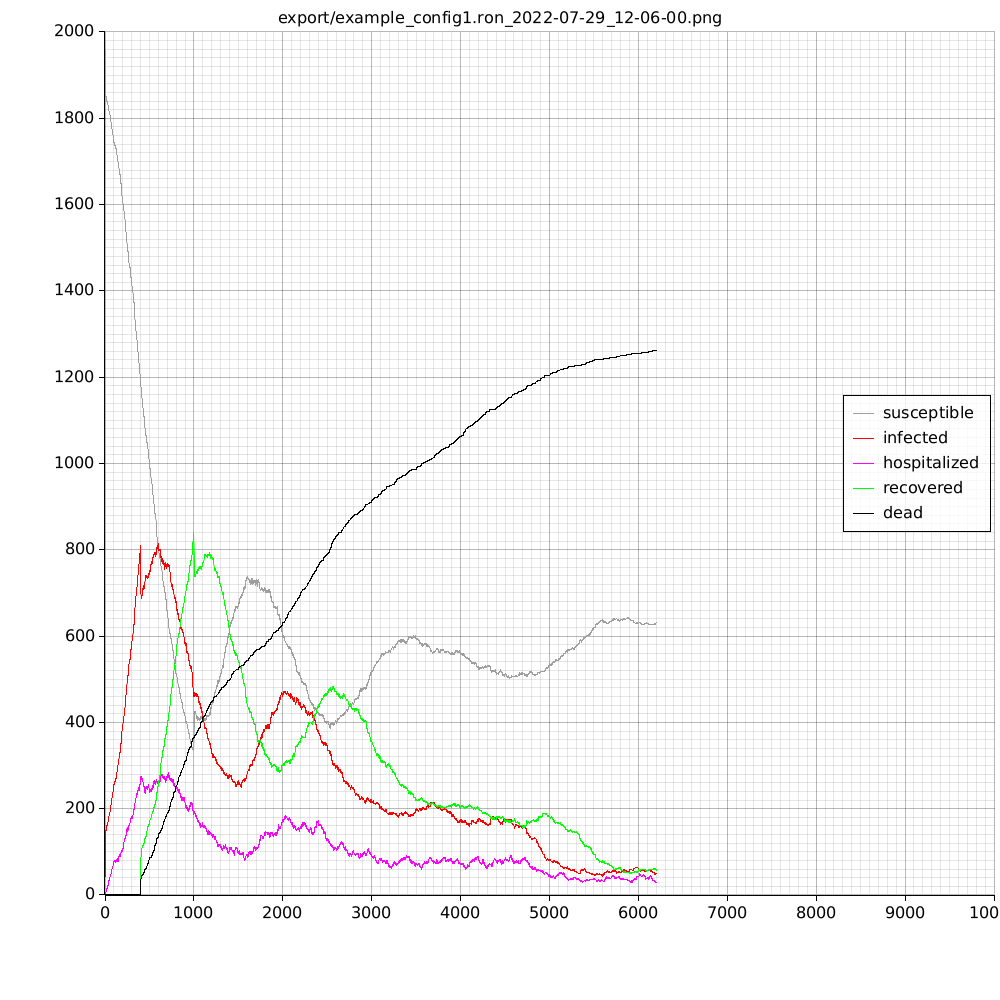 export/example_config1.ron_2022-07-29_12-06-00.png
2000
1800
1600
1400
1200
1000
800
600
400
200
0
susceptible
infected
hospitalized
recovered
dead
0 1000 2000 3000 4000 5000 6000 7000 8000 9000 100